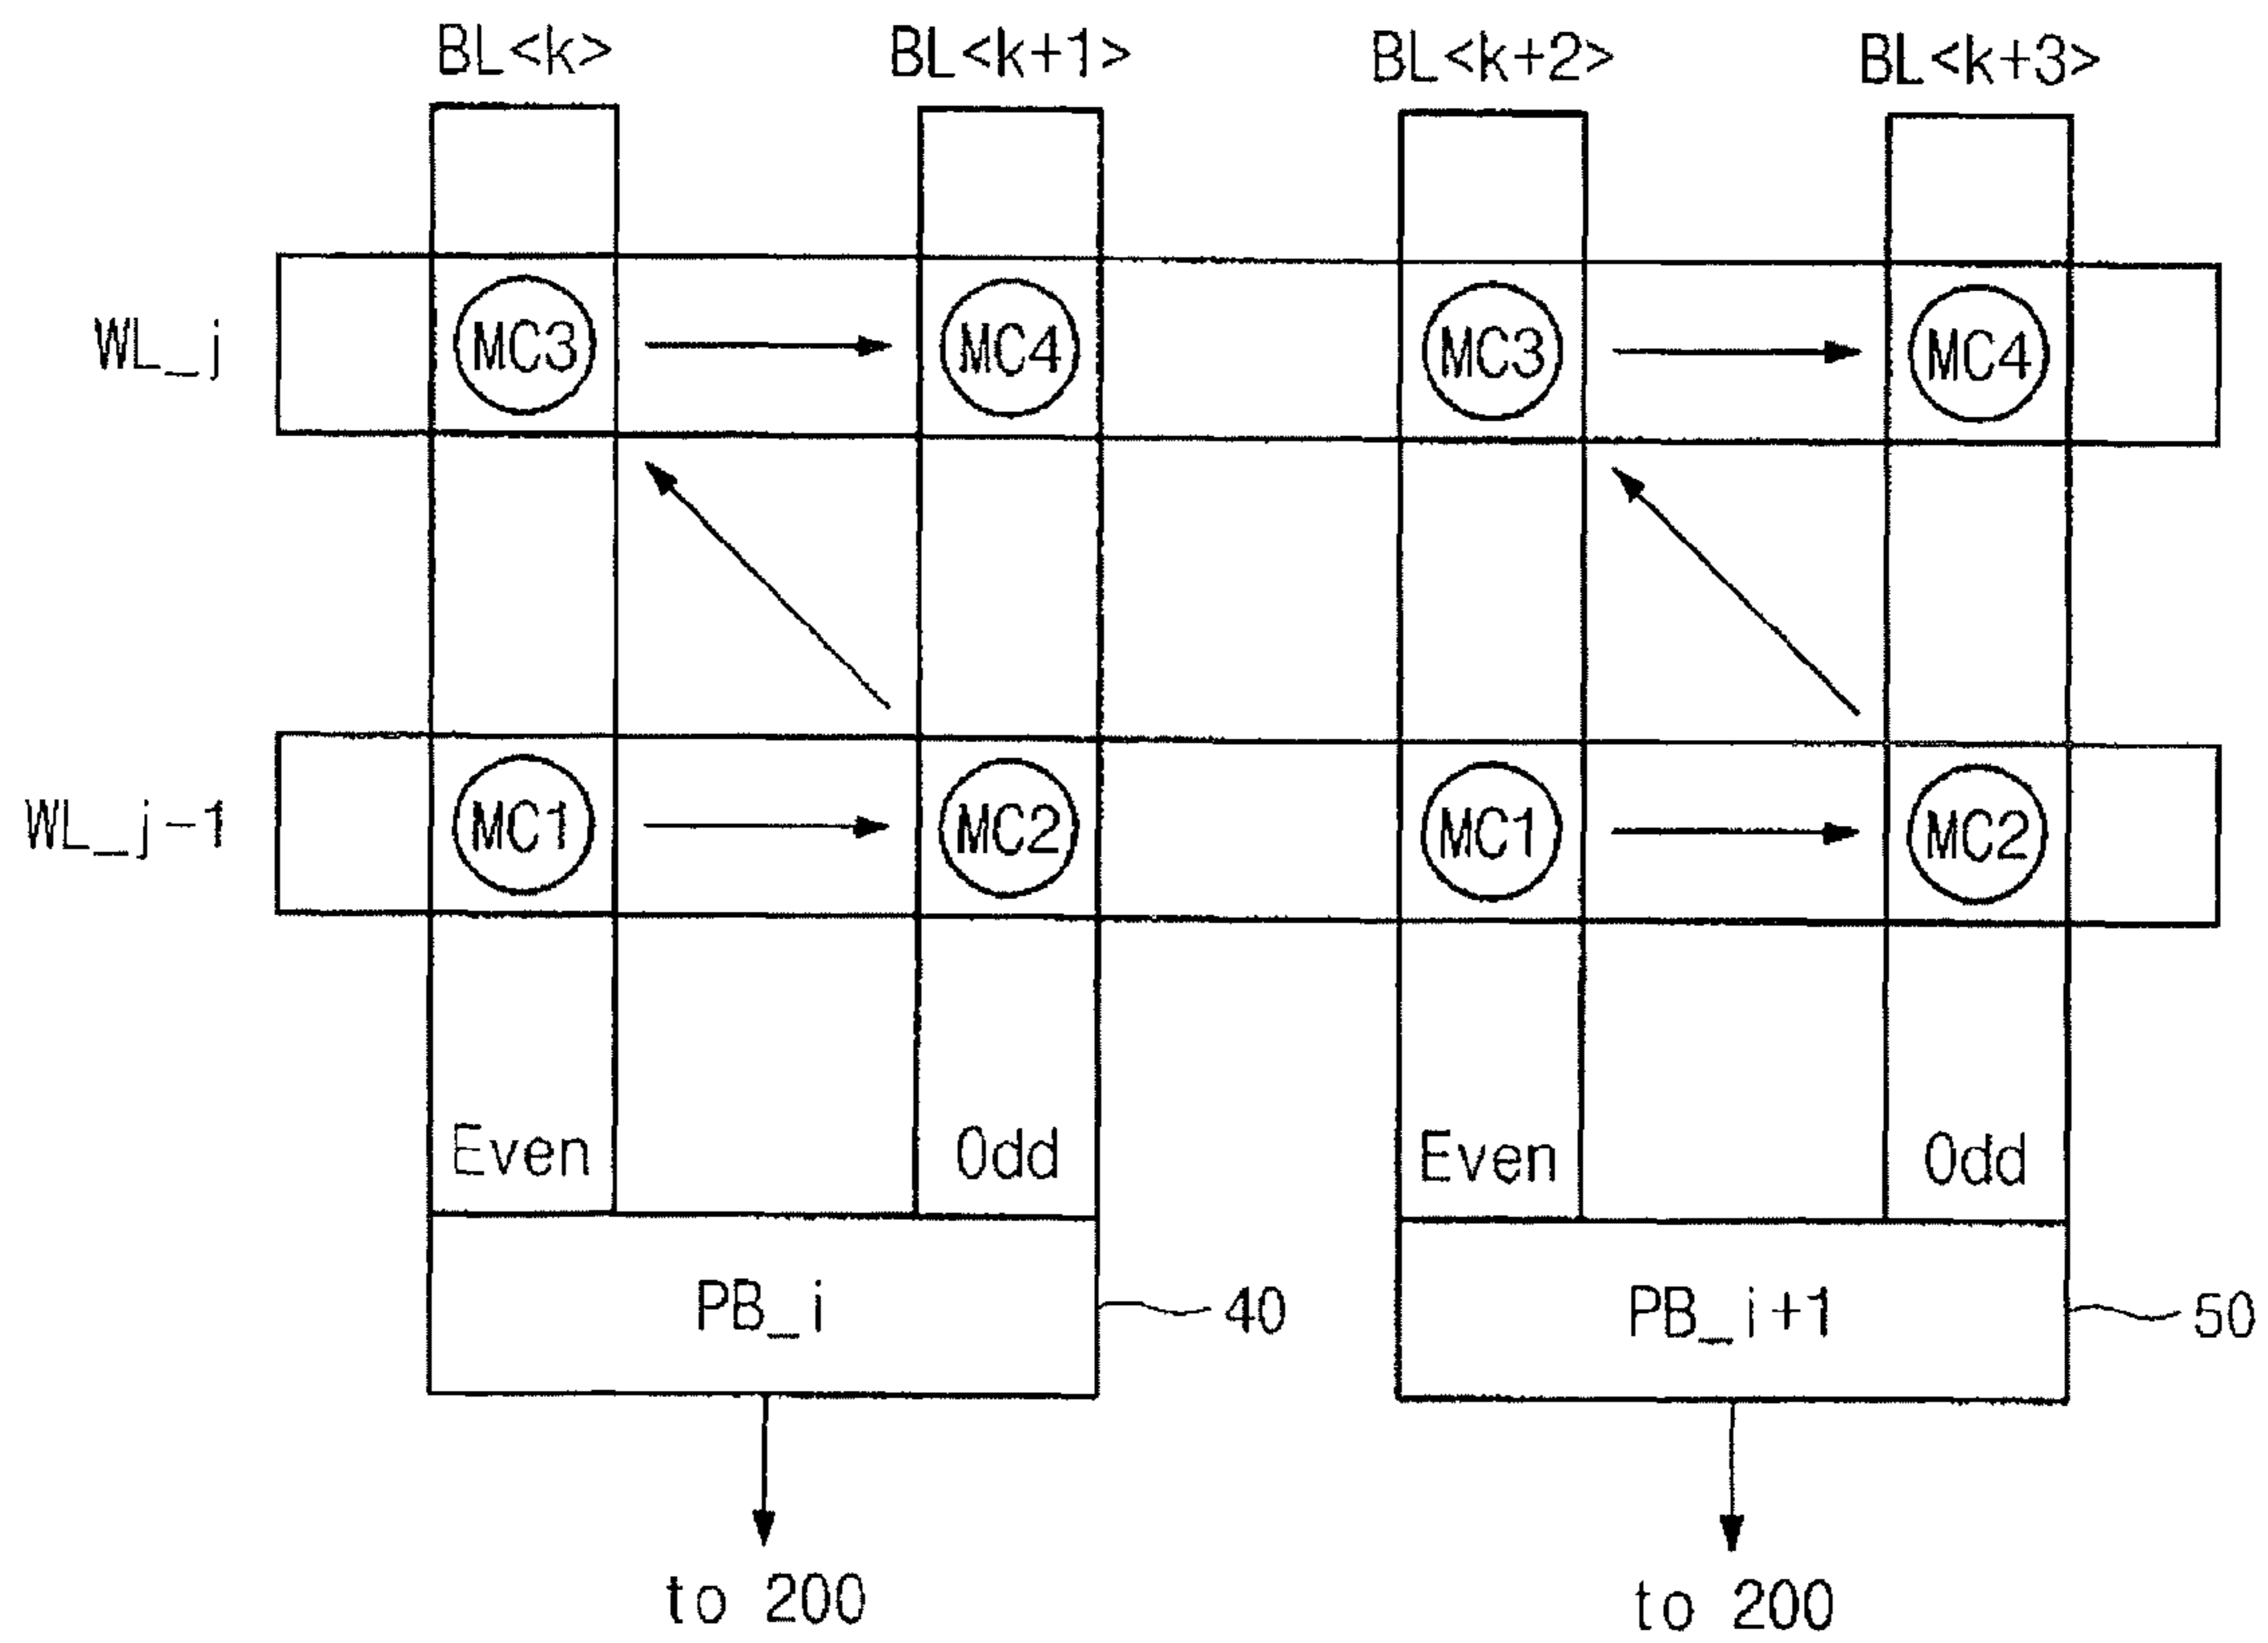 BL<k> BL<k+1> BL<k+2> BL<k+3>
WL_j MC3 MC4 MC3 MC4
WL_j-1 MC1 MC2 MC1 MC2
Even Odd Even Odd
PB_i 40 PB_i+1 50
to 200 to 200